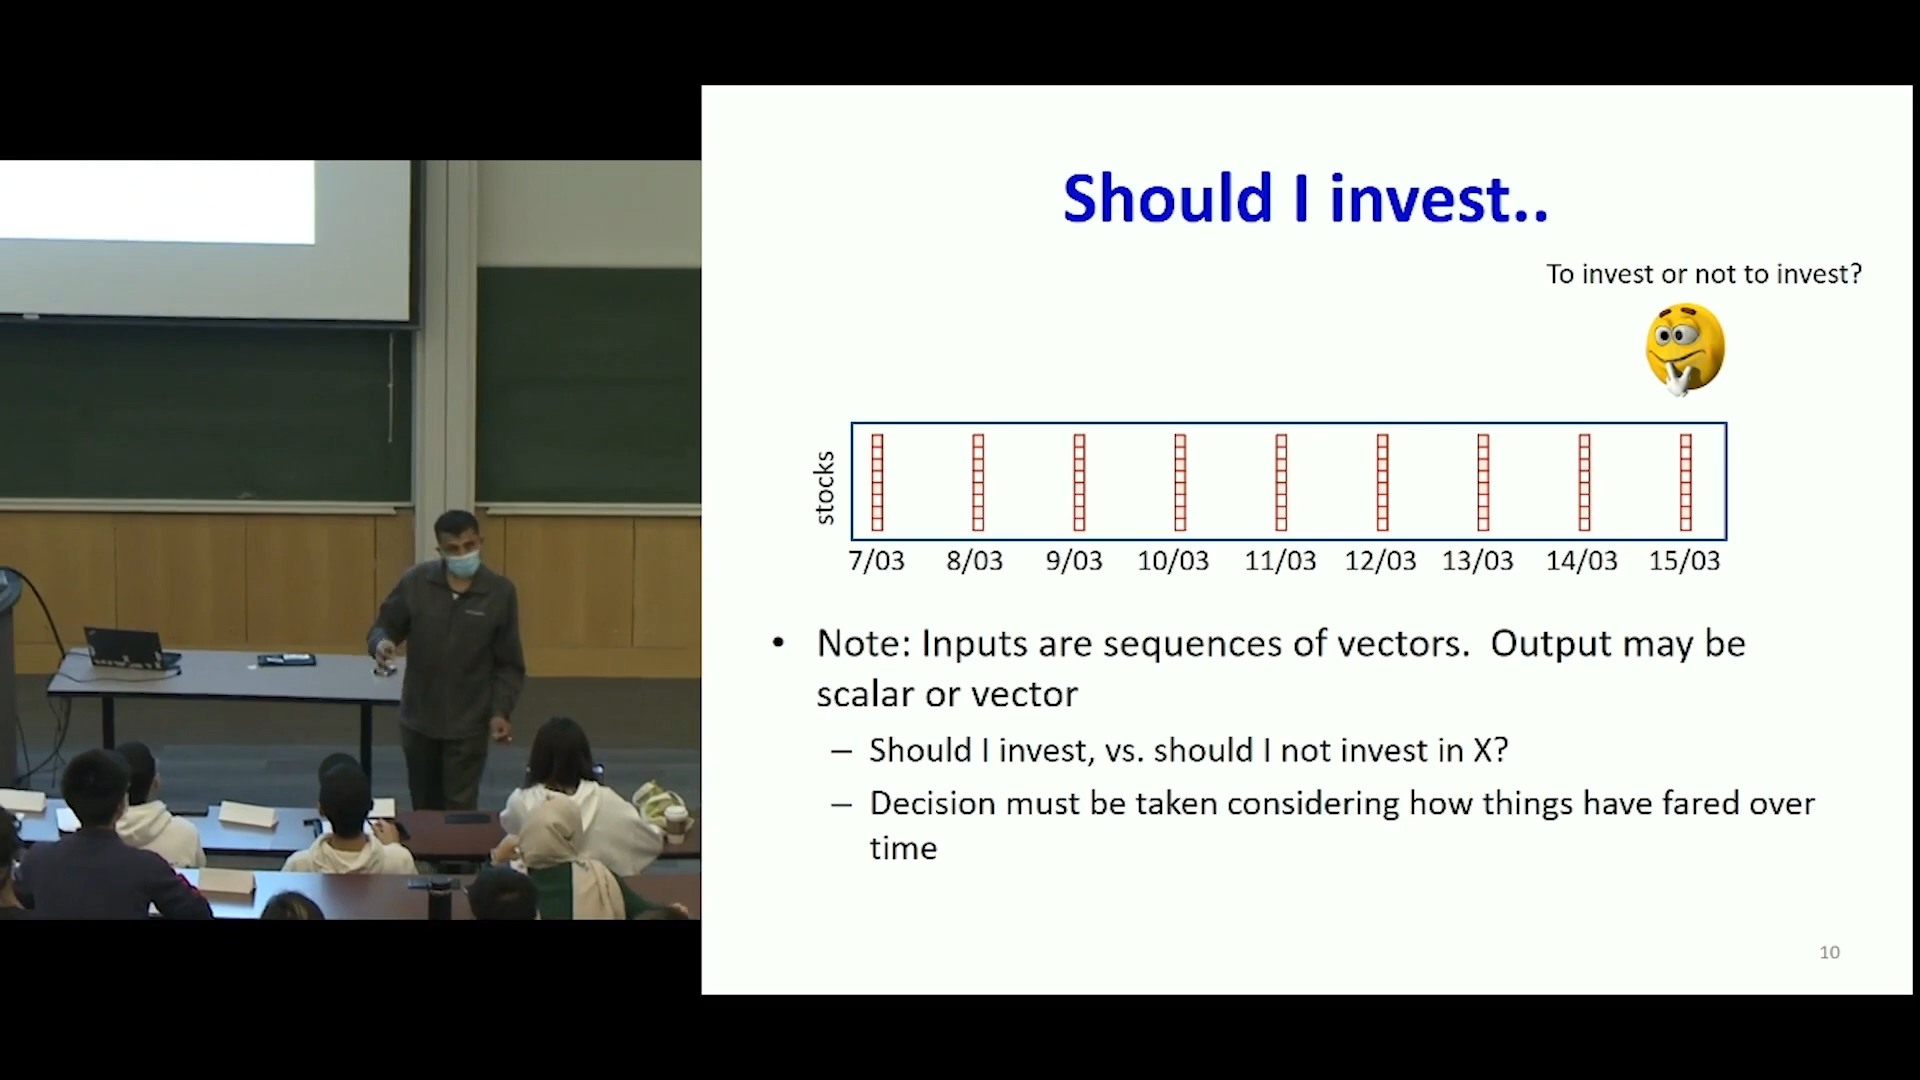 Should I invest..
To invest or not to invest?
stocks
7/03 8/03 9/03 10/03 11/03 12/03 13/03 14/03 15/03
• Note: Inputs are sequences of vectors. Output may be
scalar or vector
– Should I invest, vs. should I not invest in X?
– Decision must be taken considering how things have fared over
time
10